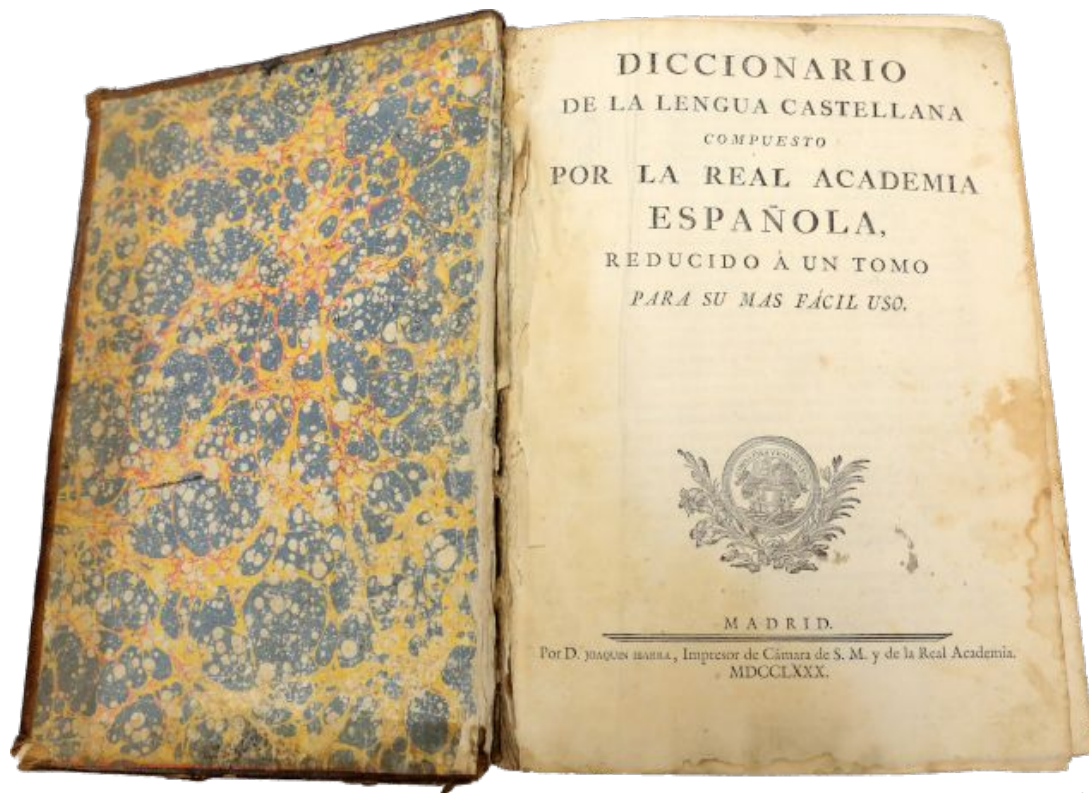 DICCIONARIO
DE LA LENGUA CASTELLANA
COMPUESTO
POR LA REAL ACADEMIA
ESPAÑOLA,
REDUCIDO Á UN TOMO
PARA SU MAS FÁCIL USO.
MADRID.
Por D. JOAQUIN IBARRA, Impresor de Cámara de S. M. y de la Real Academia.
MDCCLXXX.